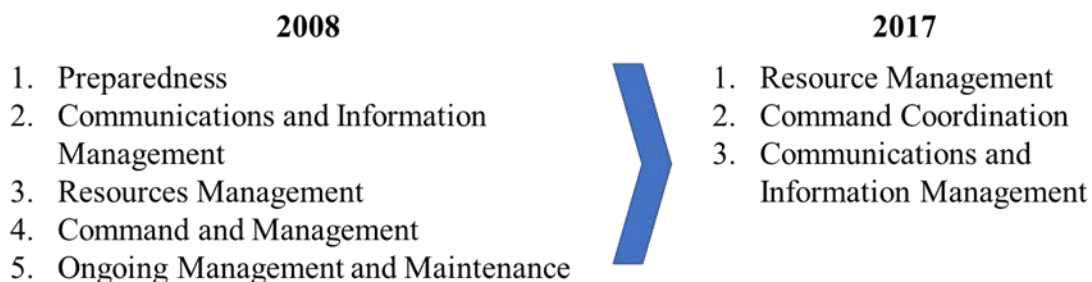 2008
1. Preparedness
2. Communications and Information
Management
3. Resources Management
4. Command and Management
5. Ongoing Management and Maintenance
2017
1. Resource Management
2. Command Coordination
3. Communications and
Information Management